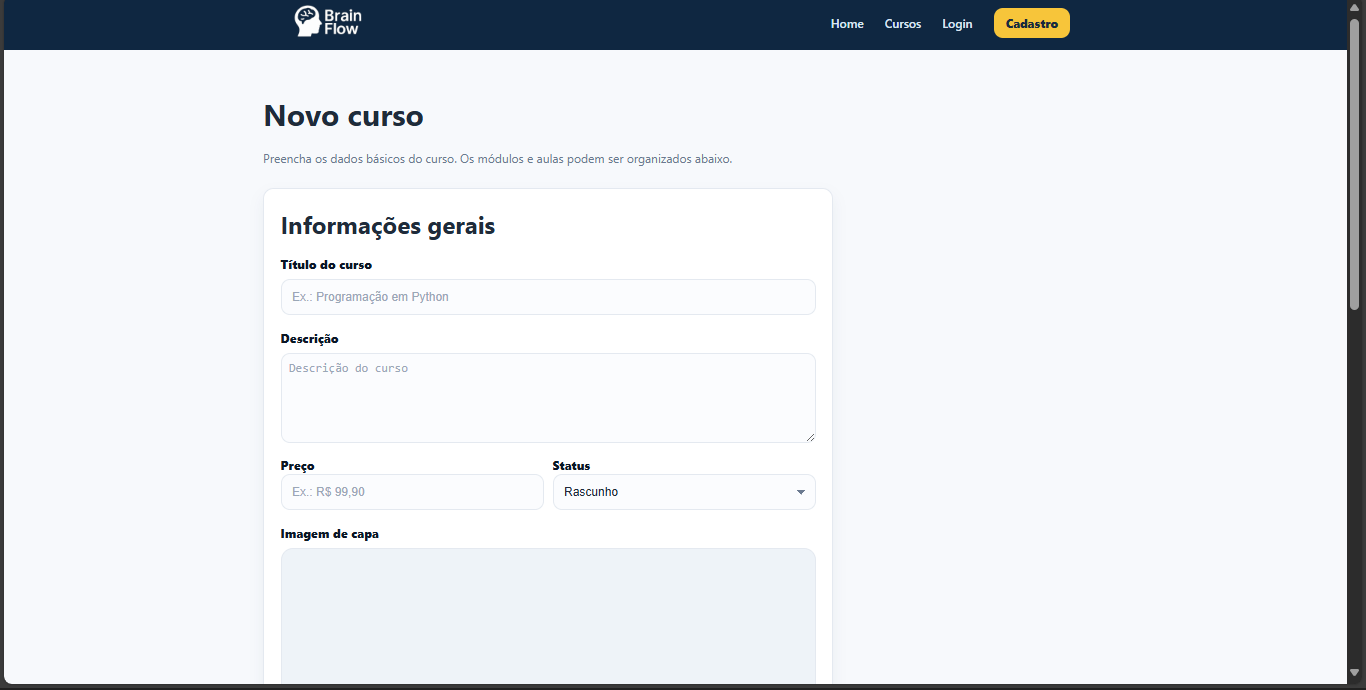 Brain
Flow
Home
Cursos
Login
Cadastro
Novo curso
Preencha os dados básicos do curso. Os módulos e aulas podem ser organizados abaixo.
Informações gerais
Título do curso
Ex.: Programação em Python
Descrição
Descrição do curso
Preço
Status
Ex.: R$ 99,90
Rascunho
Imagem de capa